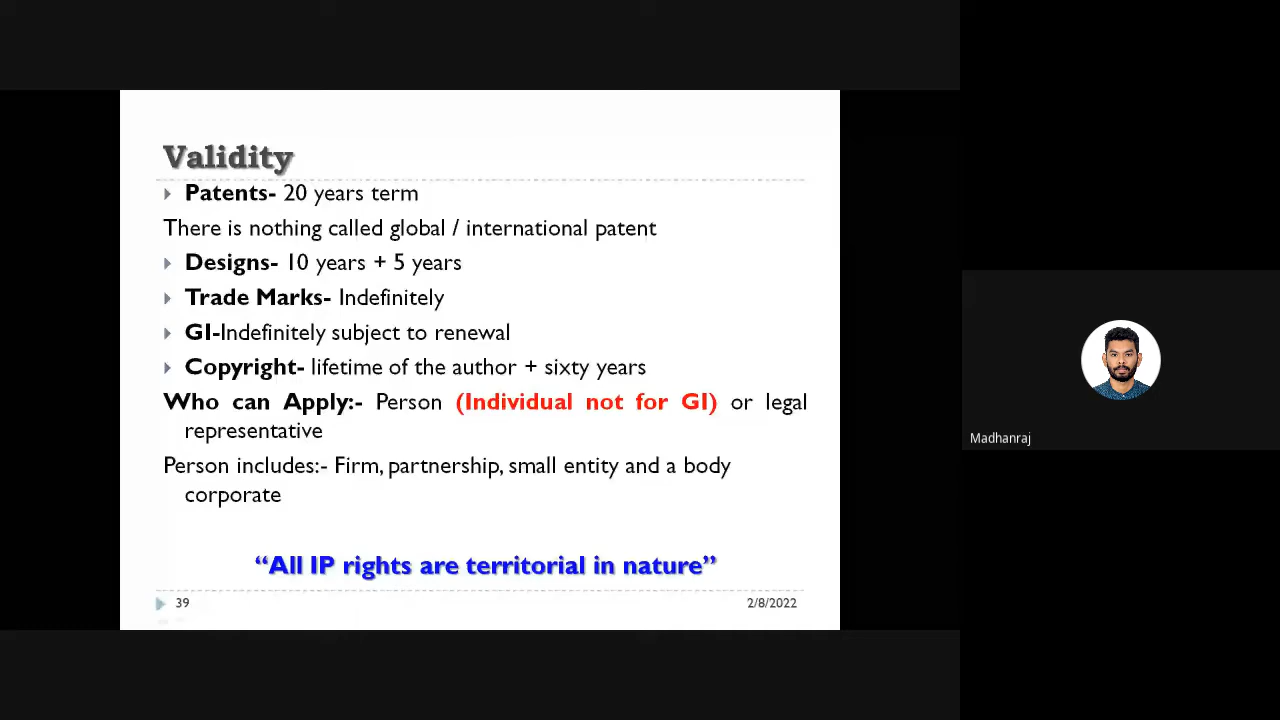 Validity
Patents- 20 years term
There is nothing called global / international patent
Designs- 10 years + 5 years
Trade Marks- Indefinitely
GI-Indefinitely subject to renewal
Copyright- lifetime of the author + sixty years
Who can Apply:- Person (Individual not for GI) or legal
representative
Person includes:- Firm, partnership, small entity and a body
corporate
“All IP rights are territorial in nature”
39
2/8/2022
Madhanraj